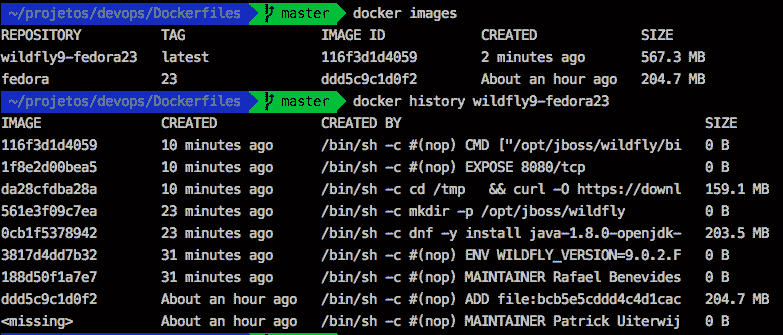 ~/projetos/devops/Dockerfiles master docker images
REPOSITORY TAG IMAGE ID CREATED SIZE
wildfly9-fedora23 latest 116f3d1d4059 2 minutes ago 567.3 MB
fedora 23 ddd5c9c1d0f2 About an hour ago 204.7 MB
~/projetos/devops/Dockerfiles master docker history wildfly9-fedora23
IMAGE CREATED CREATED BY SIZE
116f3d1d4059 10 minutes ago /bin/sh -c #(nop) CMD ["/opt/jboss/wildfly/bi 0 B
1f8e2d00bea5 10 minutes ago /bin/sh -c #(nop) EXPOSE 8080/tcp 0 B
da28cfdba28a 10 minutes ago /bin/sh -c cd /tmp && curl -O https://downl 159.1 MB
561e3f09c7ea 23 minutes ago /bin/sh -c mkdir -p /opt/jboss/wildfly 0 B
0cb1f5378942 23 minutes ago /bin/sh -c dnf -y install java-1.8.0-openjdk- 203.5 MB
3817d4dd7b32 31 minutes ago /bin/sh -c #(nop) ENV WILDFLY_VERSION=9.0.2.F 0 B
188d50f1a7e7 31 minutes ago /bin/sh -c #(nop) MAINTAINER Rafael Benevides 0 B
ddd5c9c1d0f2 About an hour ago /bin/sh -c #(nop) ADD file:bcb5e5cddd4c4d1cac 204.7 MB
<missing> About an hour ago /bin/sh -c #(nop) MAINTAINER Patrick Uiterwij 0 B